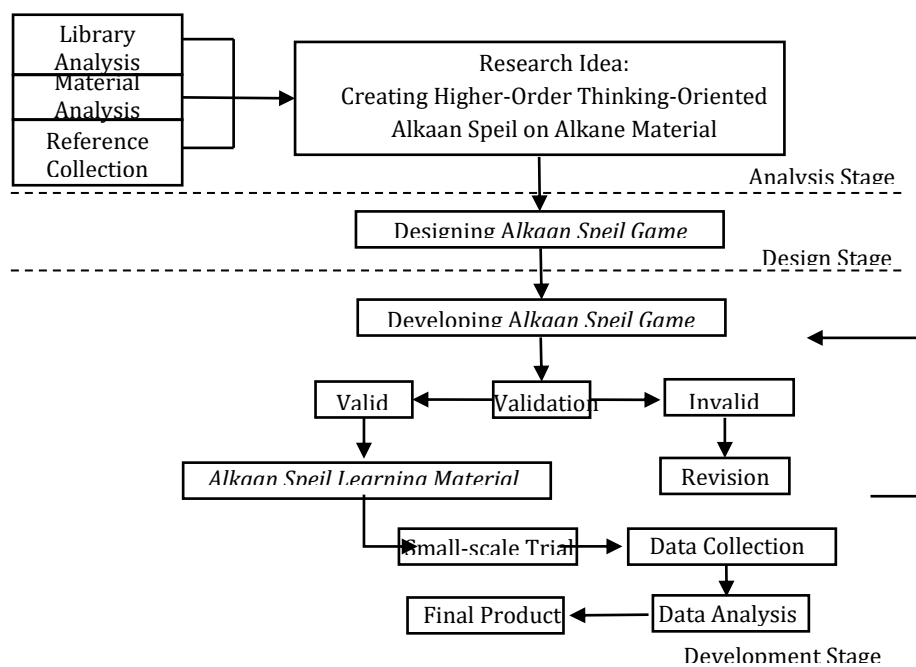 Library
Analysis
Material
Analysis
Reference
Collection
Research Idea:
Creating Higher-Order Thinking-Oriented
Alkaan Speil on Alkane Material
Analysis Stage
Designing Alkaan Speil Game
Design Stage
Developing Alkaan Speil Game
Valid
Validation
Invalid
Alkaan Speil Learning Material
Revision
Small-scale Trial
Data Collection
Final Product
Data Analysis
Development Stage